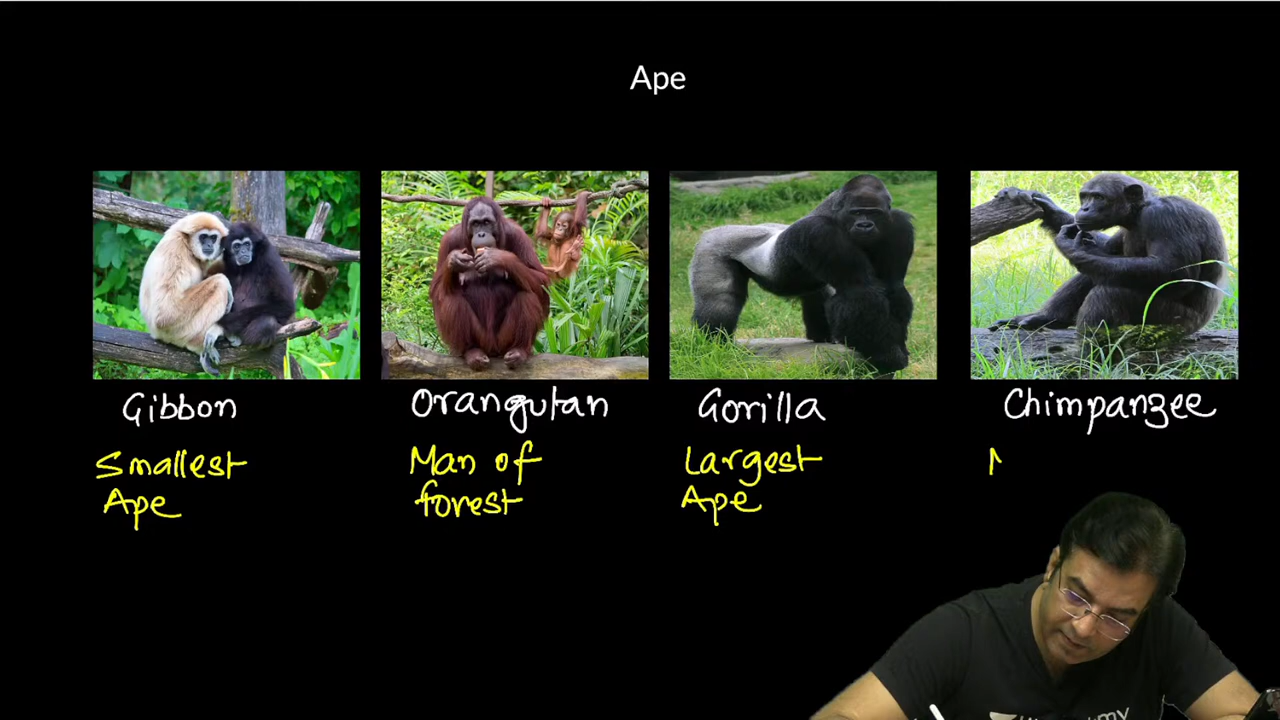 Ape
Gibbon
Orangutan
Gorilla
Chimpanzee
Smallest
Ape
Man of
forest
Largest
Ape